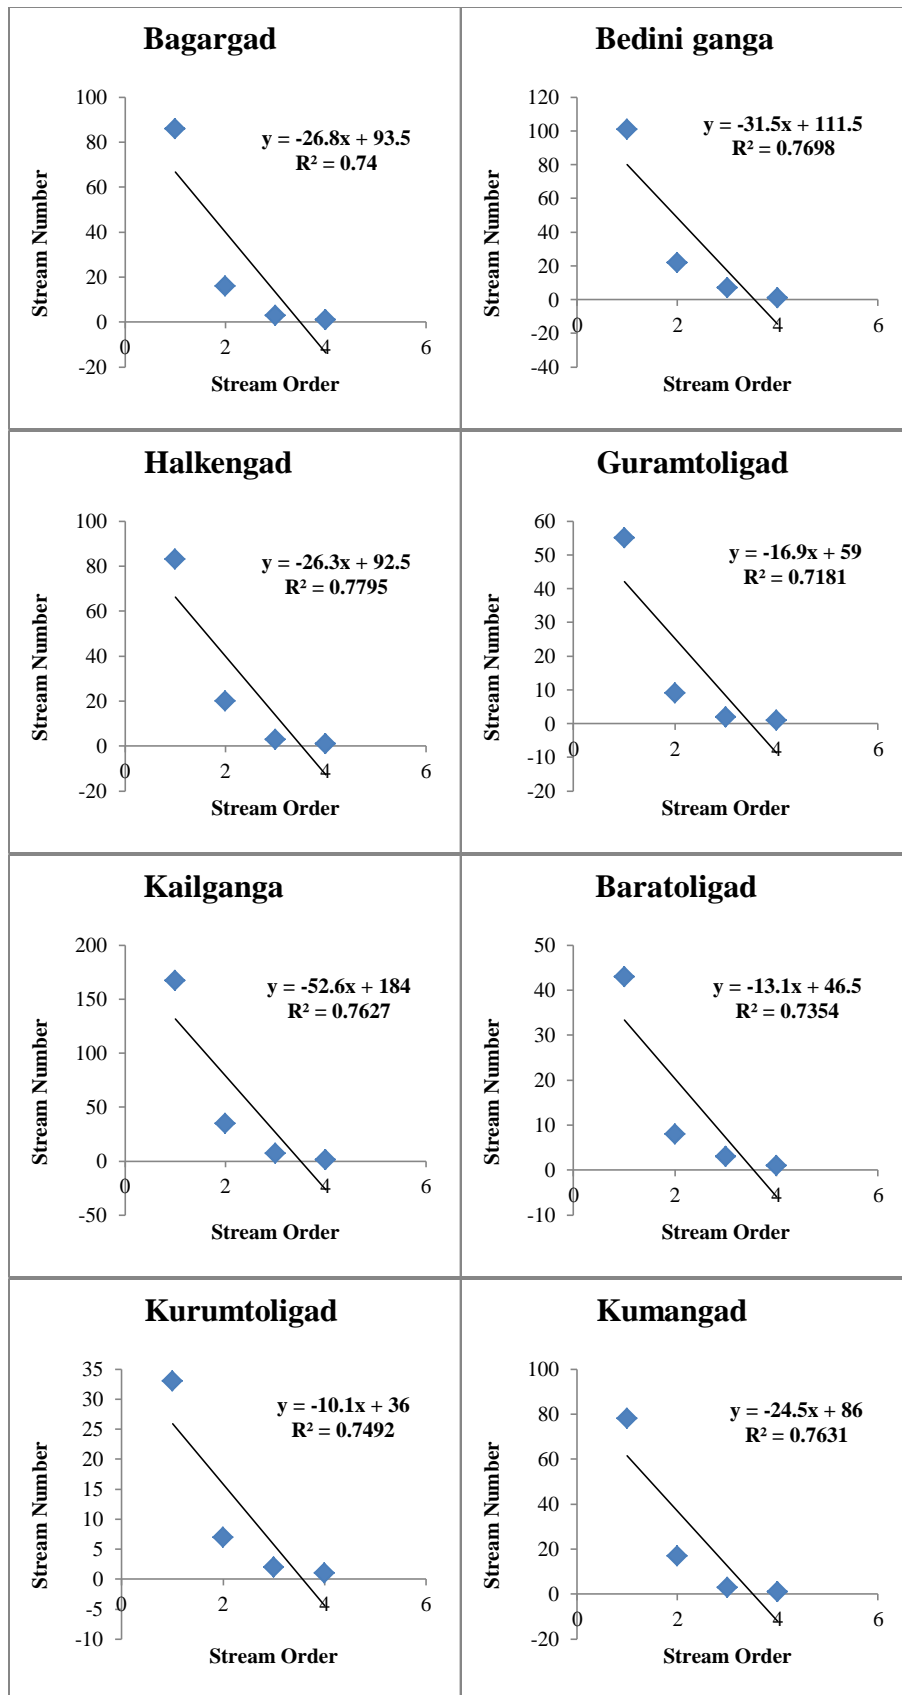 Bagargad
100
80
60
40
20
0
-20
0
2
4
6
y = -26.8x + 93.5
R² = 0.74
Stream Number
Stream Order
Bedini ganga
120
100
80
60
40
20
0
-20
-40
0
2
4
6
y = -31.5x + 111.5
R² = 0.7698
Stream Number
Stream Order
Halkengad
100
80
60
40
20
0
-20
0
2
4
6
y = -26.3x + 92.5
R² = 0.7795
Stream Number
Stream Order
Guramtoligad
60
50
40
30
20
10
0
-10
-20
0
2
4
6
y = -16.9x + 59
R² = 0.7181
Stream Number
Stream Order
Kailganga
200
150
100
50
0
-50
0
2
4
6
y = -52.6x + 184
R² = 0.7627
Stream Number
Stream Order
Baratoligad
50
40
30
20
10
0
-10
0
2
4
6
y = -13.1x + 46.5
R² = 0.7354
Stream Number
Stream Order
Kurumtoligad
35
30
25
20
15
10
5
0
-5
-10
0
2
4
6
y = -10.1x + 36
R² = 0.7492
Stream Number
Stream Order
Kumangad
100
80
60
40
20
0
-20
0
2
4
6
y = -24.5x + 86
R² = 0.7631
Stream Number
Stream Order